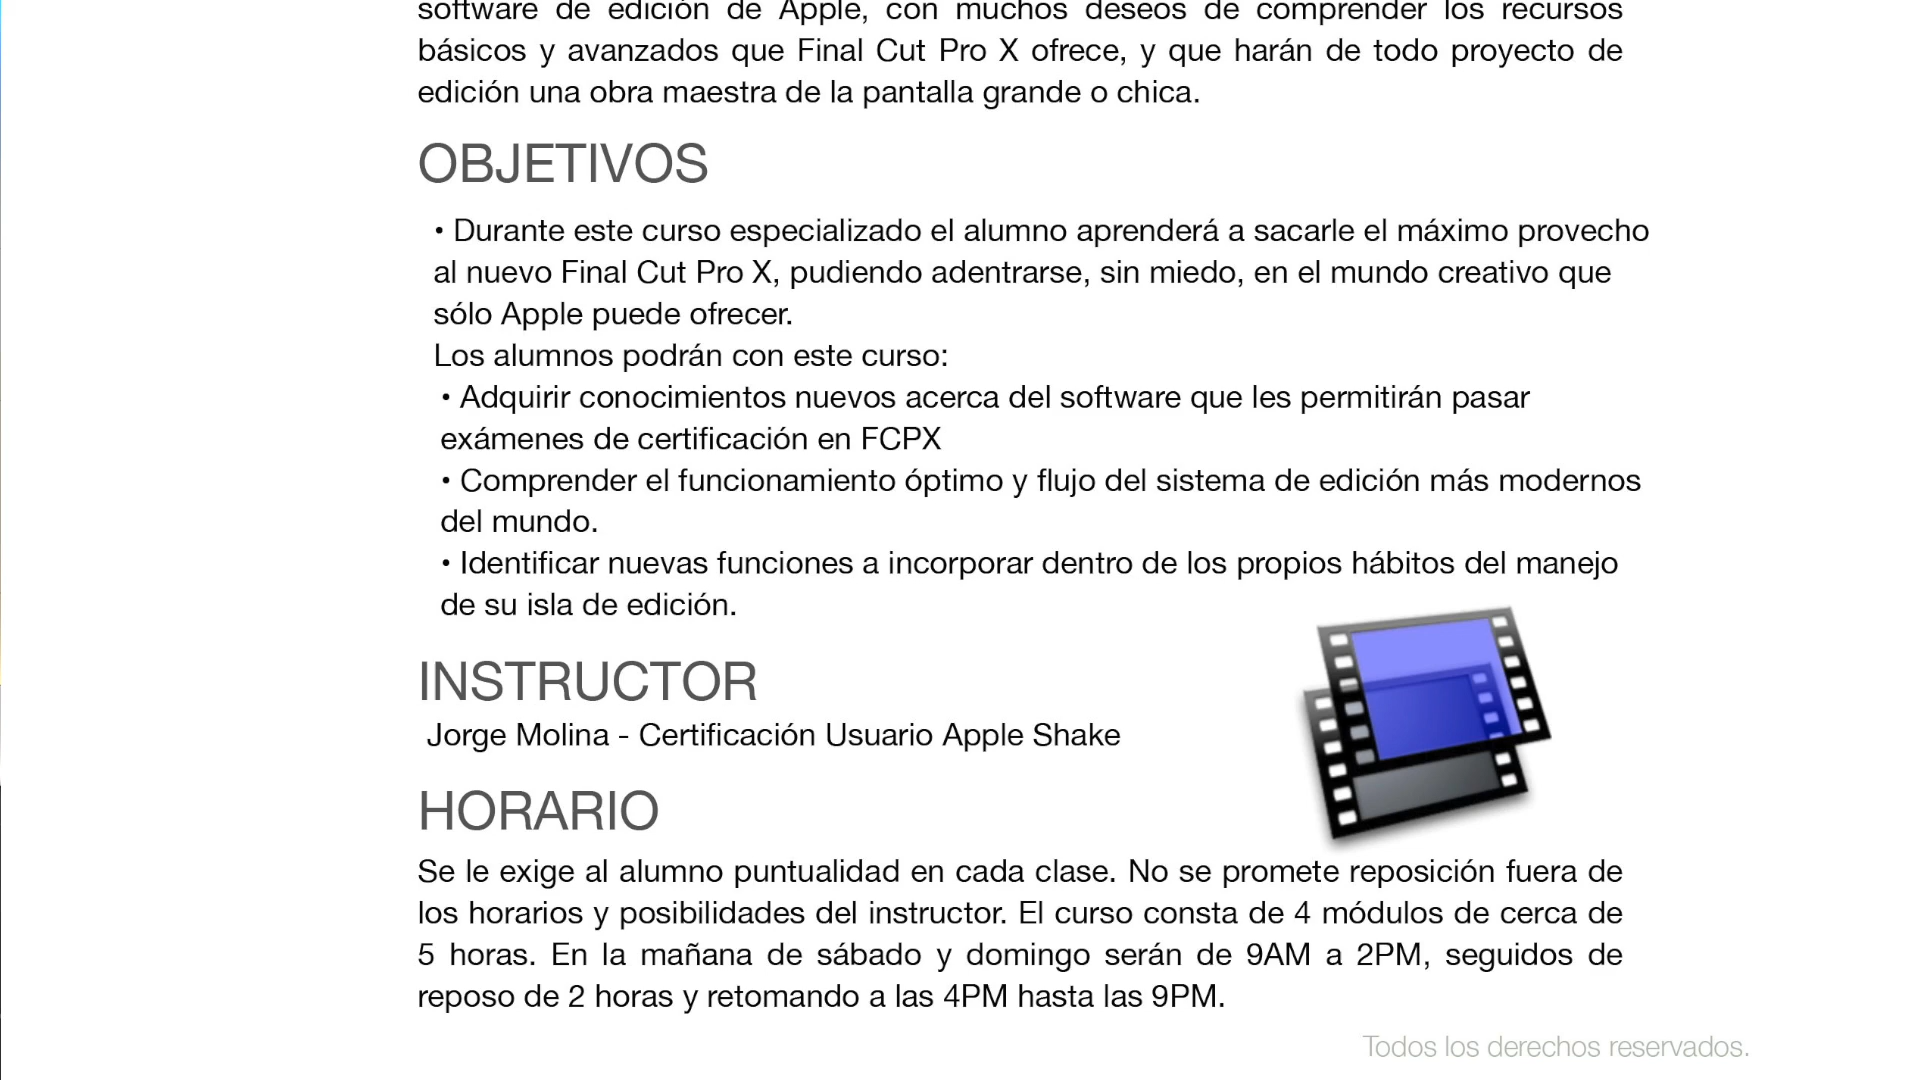 software de edición de Apple, con muchos deseos de comprender los recursos
básicos y avanzados que Final Cut Pro X ofrece, y que harán de todo proyecto de
edición una obra maestra de la pantalla grande o chica.
OBJETIVOS
• Durante este curso especializado el alumno aprenderá a sacarle el máximo provecho
al nuevo Final Cut Pro X, pudiendo adentrarse, sin miedo, en el mundo creativo que
sólo Apple puede ofrecer.
Los alumnos podrán con este curso:
• Adquirir conocimientos nuevos acerca del software que les permitirán pasar
exámenes de certificación en FCPX
• Comprender el funcionamiento óptimo y flujo del sistema de edición más modernos
del mundo.
• Identificar nuevas funciones a incorporar dentro de los propios hábitos del manejo
de su isla de edición.
INSTRUCTOR
Jorge Molina - Certificación Usuario Apple Shake
HORARIO
Se le exige al alumno puntualidad en cada clase. No se promete reposición fuera de
los horarios y posibilidades del instructor. El curso consta de 4 módulos de cerca de
5 horas. En la mañana de sábado y domingo serán de 9AM a 2PM, seguidos de
reposo de 2 horas y retomando a las 4PM hasta las 9PM.
Todos los derechos reservados.